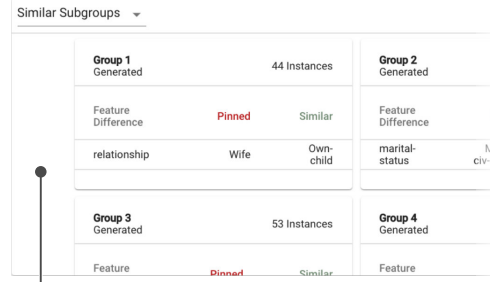 Similar Subgroups
Group 1
Generated
44 Instances
Feature
Difference
Pinned
Similar
relationship
Wife
Own-
child
Group 2
Generated
Feature
Difference
marital-
status
civ-
Group 3
Generated
53 Instances
Feature
Pinned
Similar
Group 4
Generated
Feature